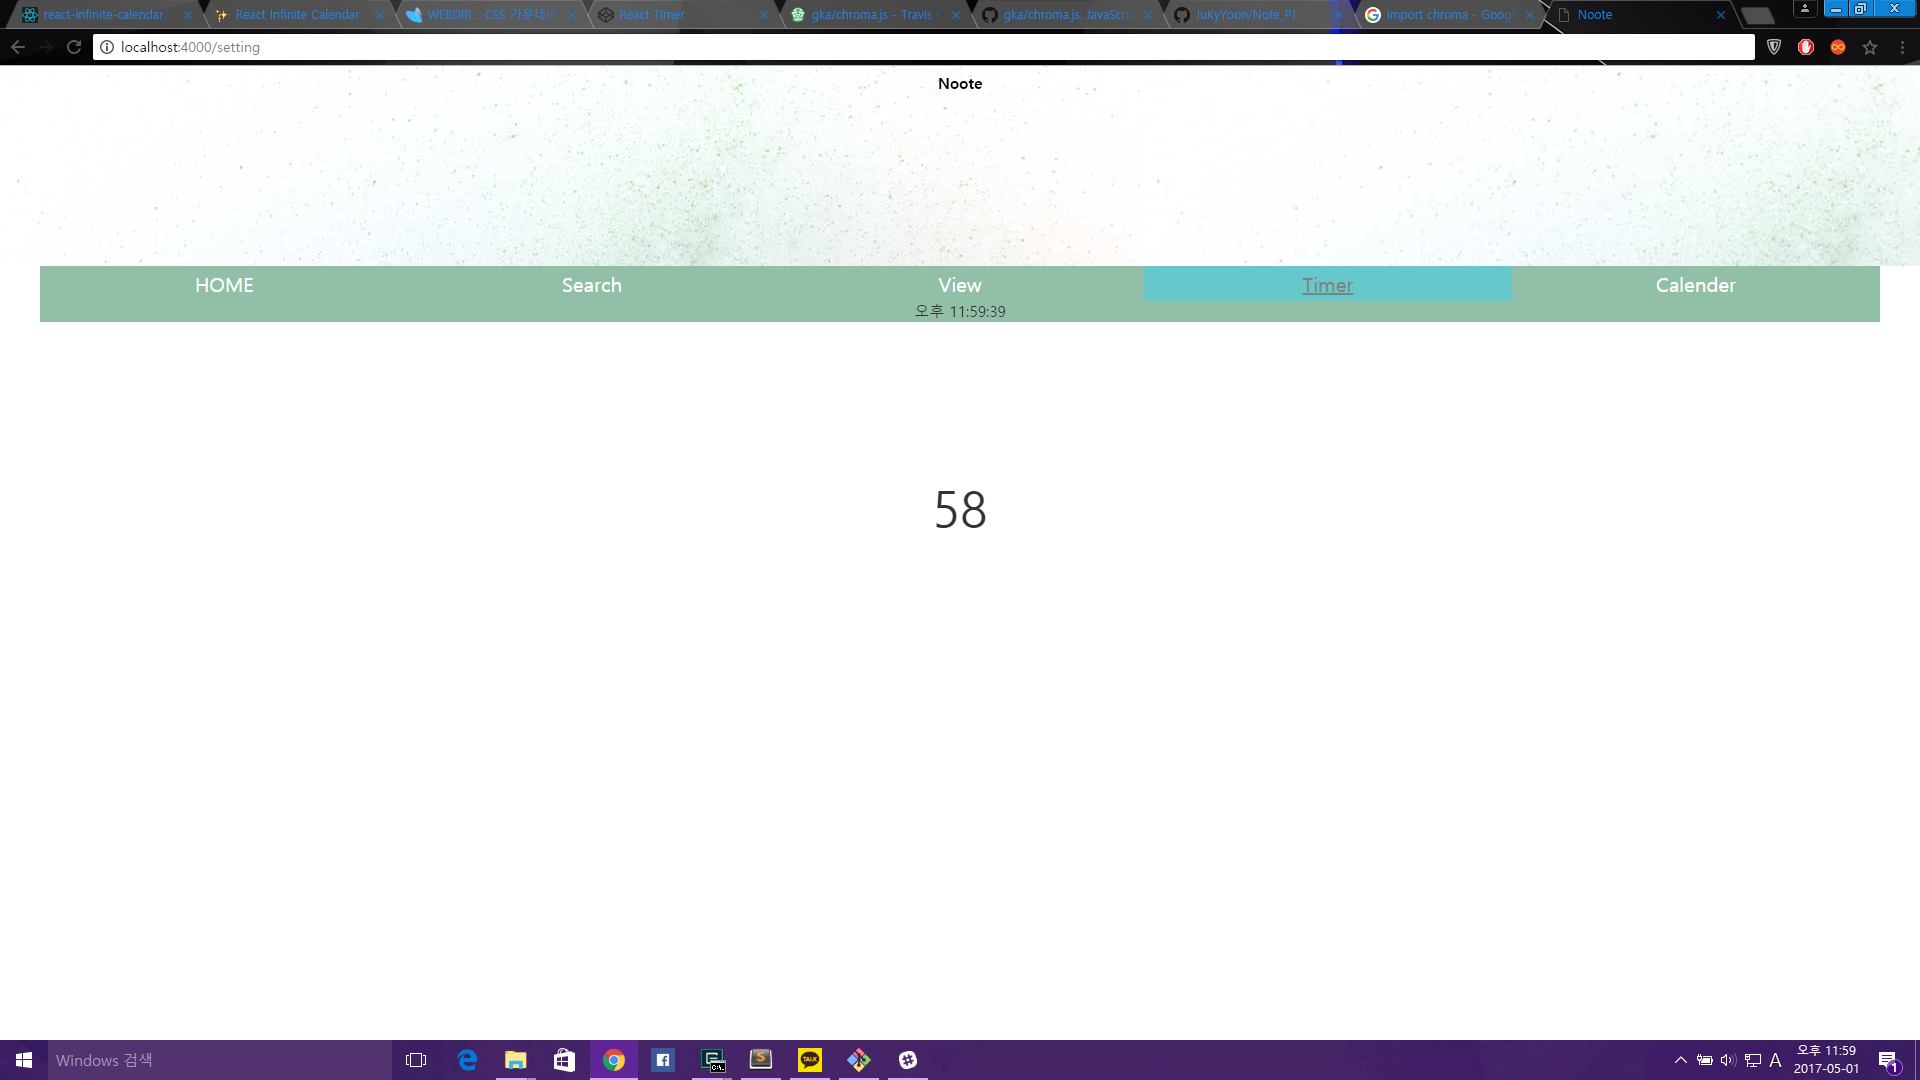 react-infinite-calendar
React Infinite Calendar
WEBDIR :: CSS 가운데
React Timer
gka/chroma.js - Travis
gka/chroma.js: JavaScri
JuKyYoon/Note_PJ
import chroma - Goog
Noote
localhost:4000/setting
Noote
HOME
Search
View
Timer
Calender
오후 11:59:39
58
Windows 검색
TALK
C:\.
A
오후 11:59
2017-05-01
1